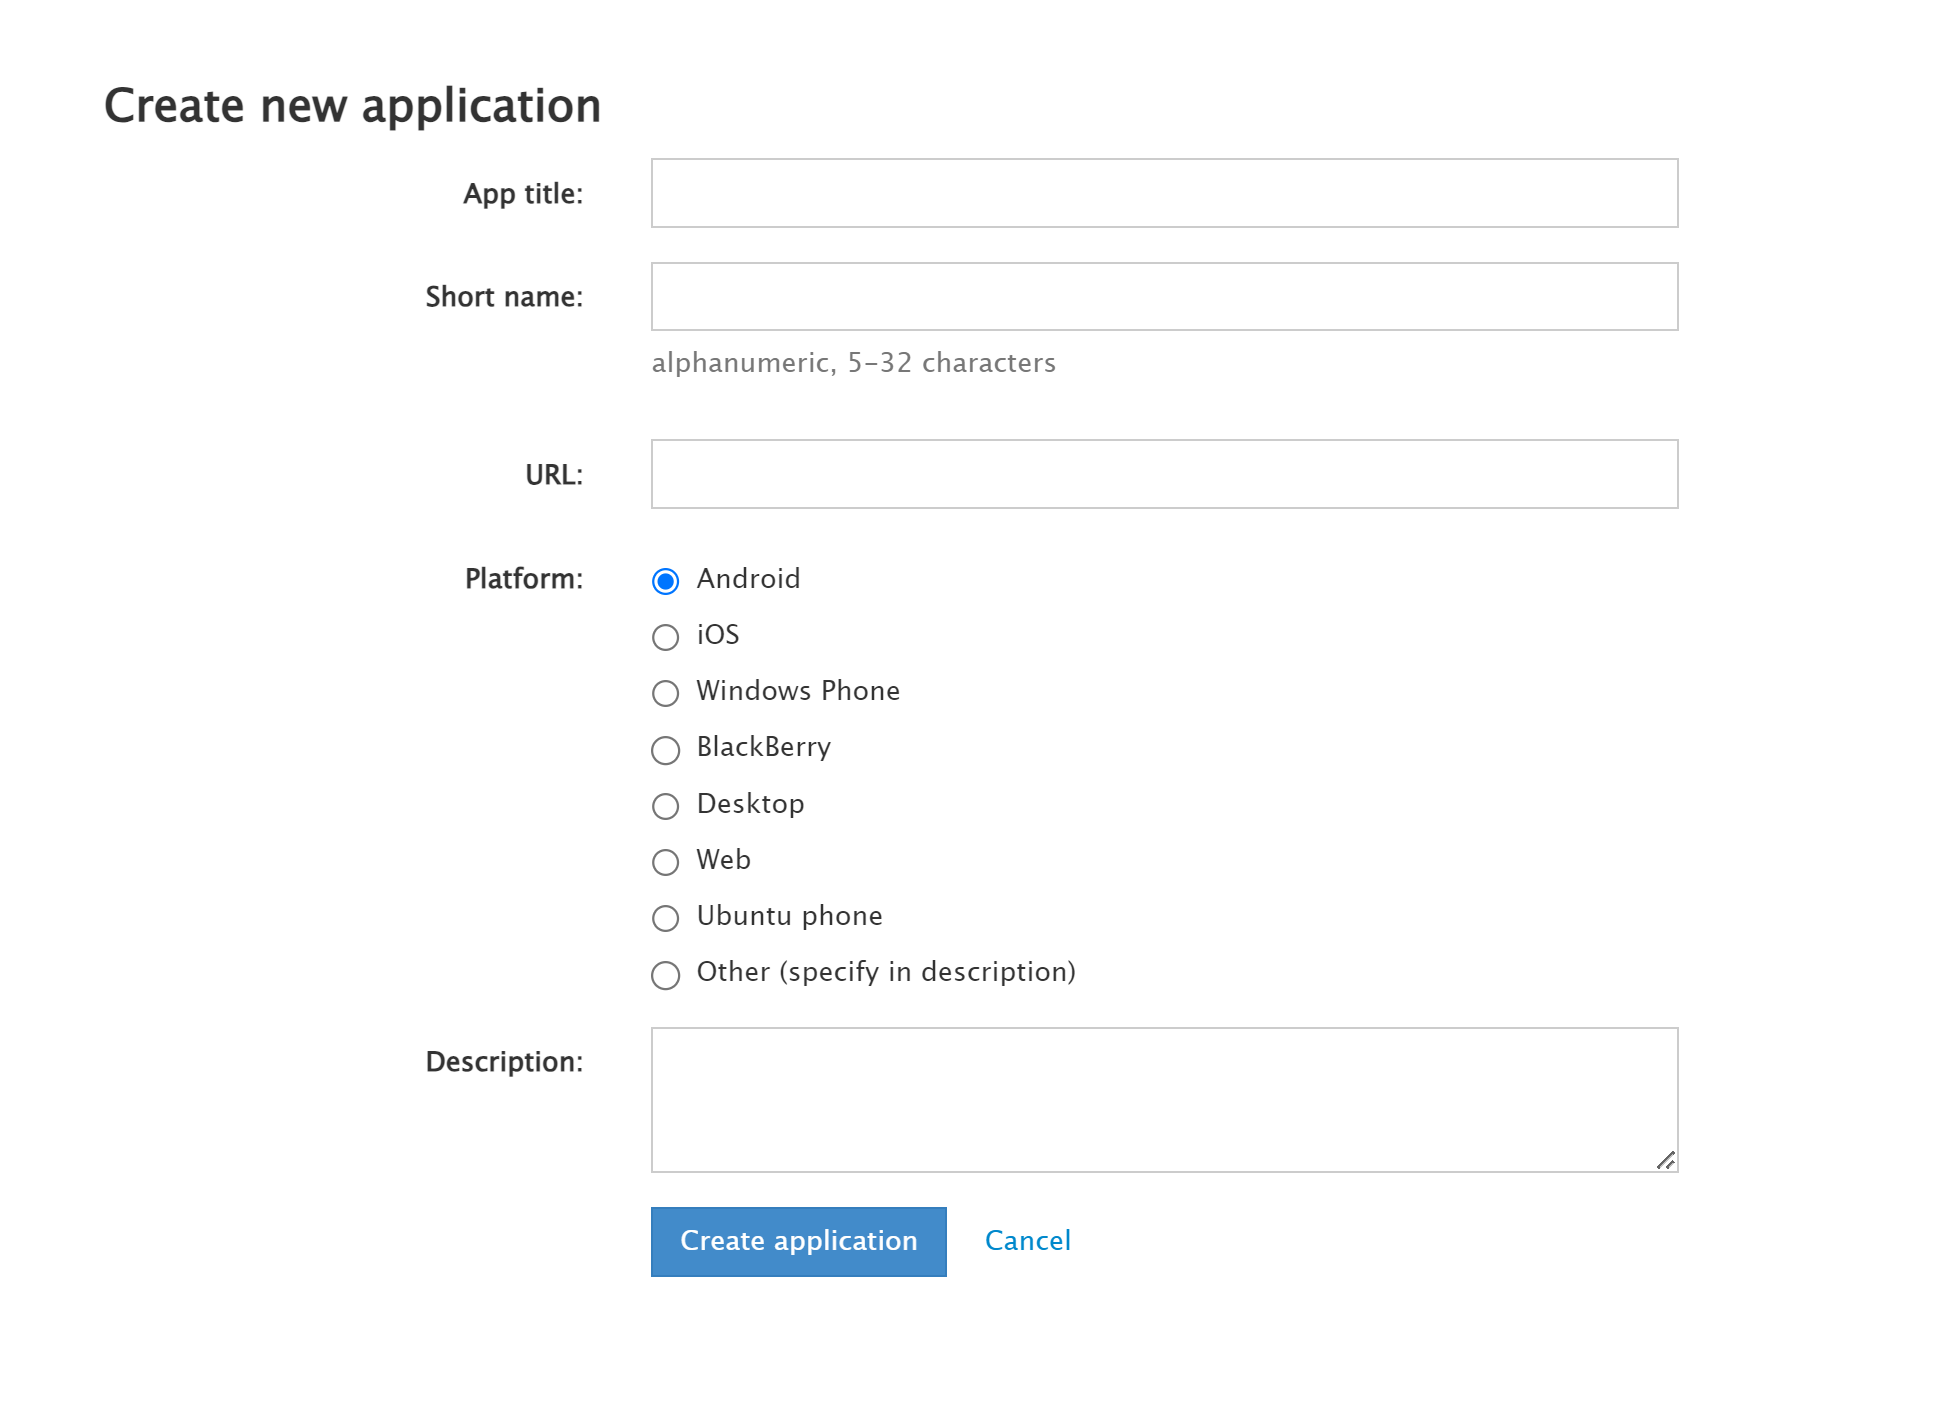 Create new application
App title:
Short name:
alphanumeric, 5-32 characters
URL:
Platform:
Android
iOS
Windows Phone
BlackBerry
Desktop
Web
Ubuntu phone
Other (specify in description)
Description:
Create application
Cancel